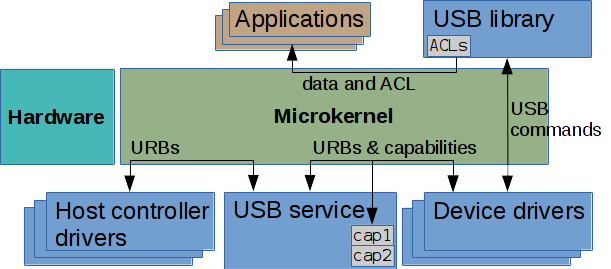 Applications
USB library
ACLs
data and ACL
Hardware
Microkernel
USB
commands
URBs
URBs & capabilities
Host controller
drivers
USB service
cap1
cap2
Device drivers